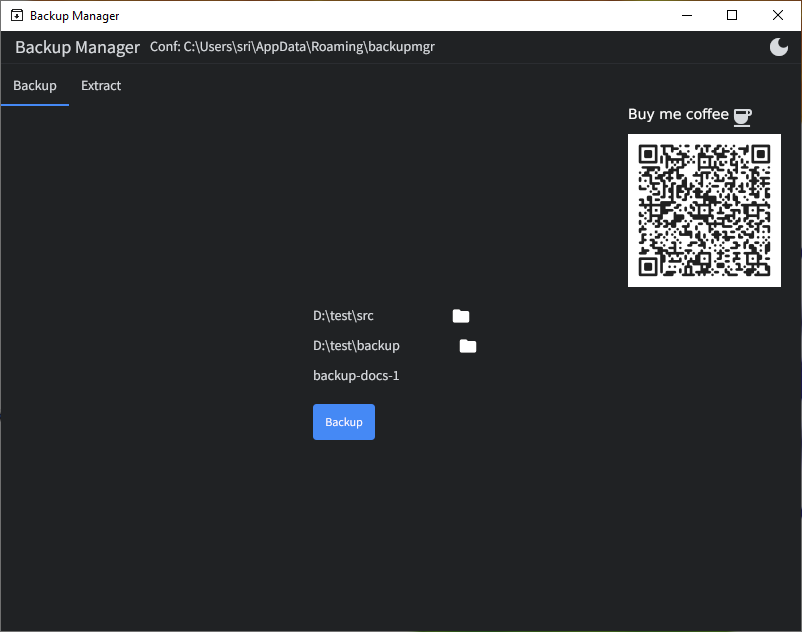 Backup Manager
Backup Manager Conf: C:\Users\sri\AppData\Roaming\backupmgr
Backup Extract
Buy me coffee
D:\test\src
D:\test\backup
backup-docs-1
Backup